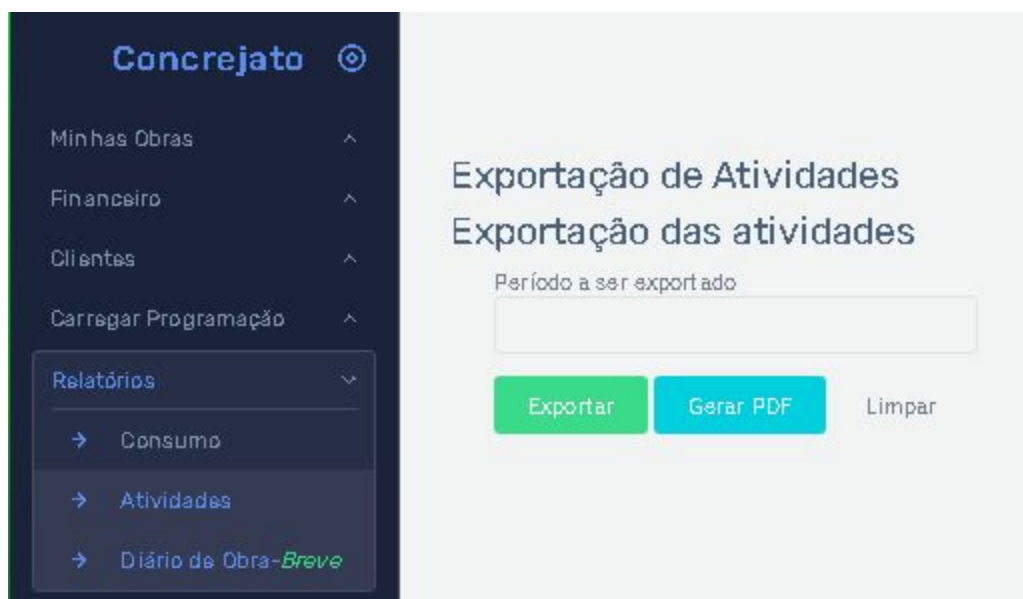 Concrejato
Minhas Obras
Financeiro
Clientes
Carregar Programação
Relatórios
Consumo
Atividades
Diário de Obra-Breve
Exportação de Atividades
Exportação das atividades
Período a ser exportado
Exportar
Gerar PDF
Limpar